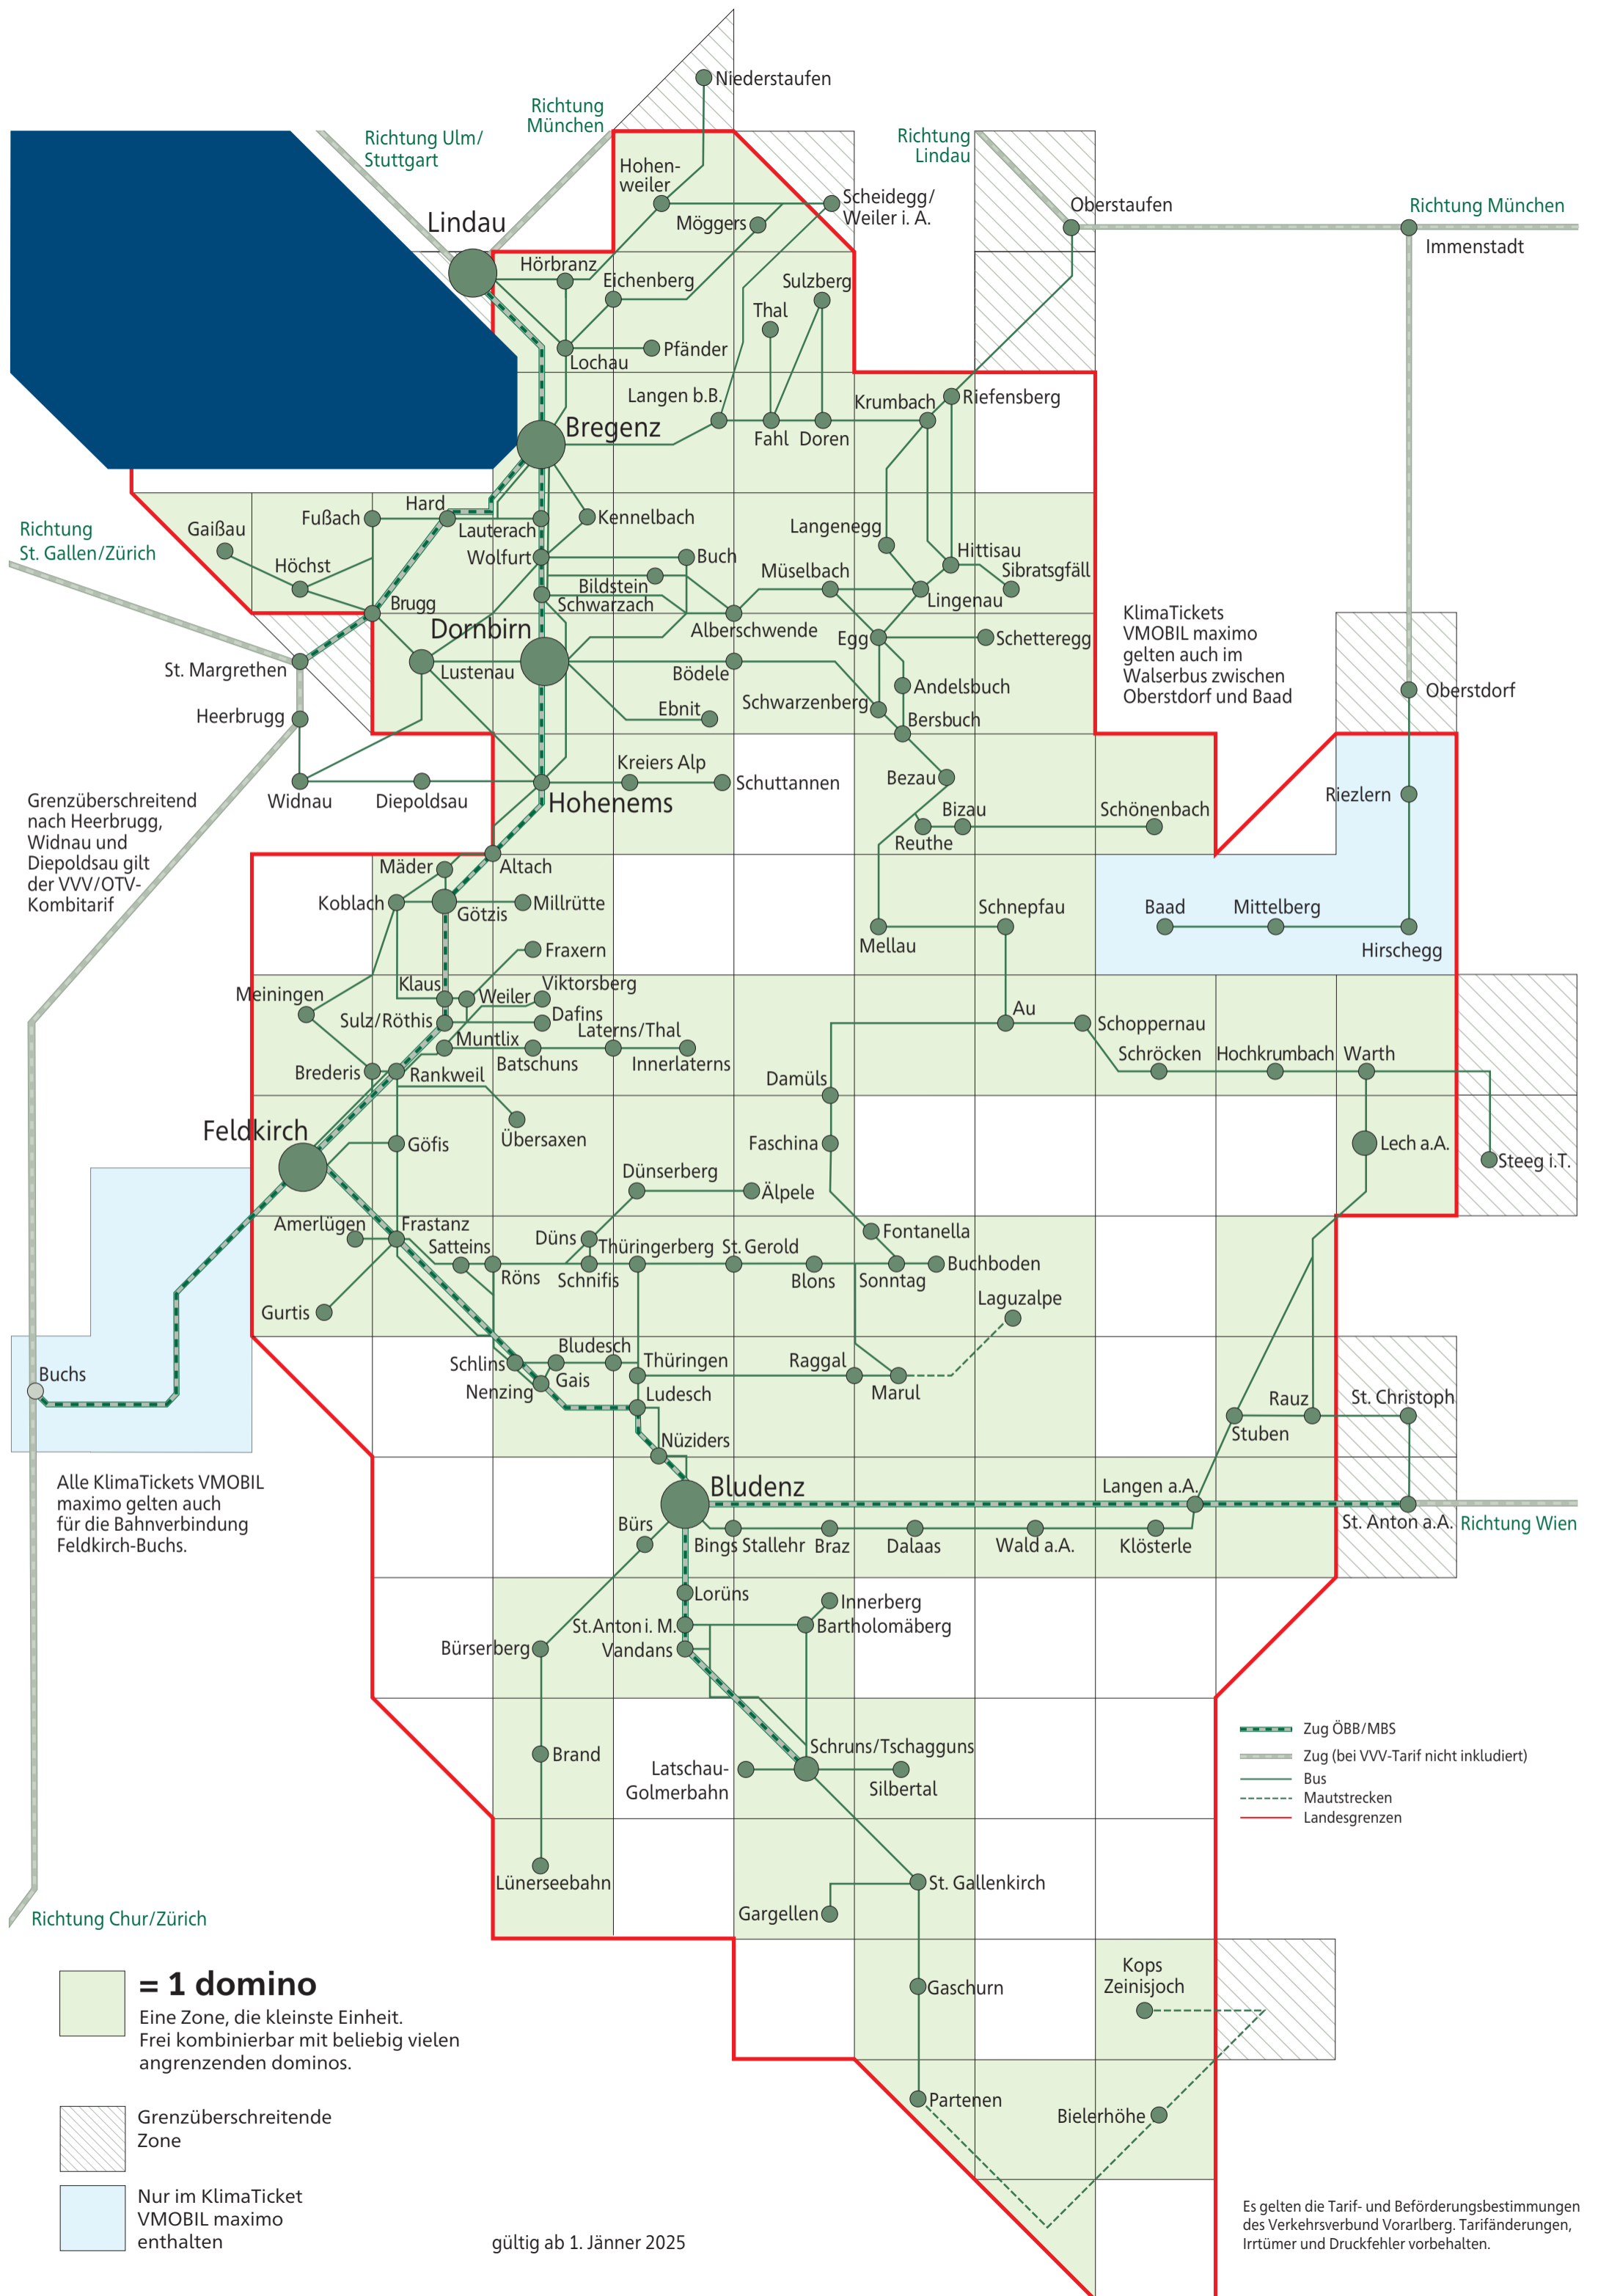 Niederstaufen
Richtung
München
Richtung Ulm/
Stuttgart
Richtung
Lindau
Hohen-
weiler
Scheidegg/
Weiler i. A.
Möggers
Oberstaufen
Richtung München
Immenstadt
Lindau
Hörbranz
Eichenberg
Sulzberg
Thal
Pfänder
Lochau
Langen b.B.
Krumbach
Riefensberg
Bregenz
Fahl
Doren
Hard
Fußach
Lauterach
Kennelbach
Langenegg
Gaißau
Richtung
St. Gallen/Zürich
Höchst
Wolfurt
Buch
Hittisau
Müselbach
Sibratsgfäll
Bildstein
Schwarzach
Lingenau
Brugg
Dornbirn
Alberschwende
Egg
Schetteregg
KlimaTickets
VMOBIL maximo
gelten auch im
Walserbus zwischen
Oberstdorf und Baad
St. Margrethen
Lustenau
Bödele
Andelsbuch
Oberstdorf
Schwarzenberg
Ebnit
Bersbuch
Heerbrugg
Kreiers Alp
Schuttannen
Bezau
Widnau
Diepoldsau
Hohenems
Bizau
Schönenbach
Riezlern
Reuthe
Grenzüberschreitend
nach Heerbrugg,
Widnau und
Diepoldsau gilt
der VVV/OTV-
Kombitarif
Mäder
Altach
Koblach
Götzis
Millrütte
Schnepfau
Baad
Mittelberg
Mellau
Hirschegg
Fraxern
Klaus
Weiler
Viktorsberg
Meiningen
Sulz/Röthis
Dafins
Au
Schoppernau
Muntlix
Laterns/Thal
Batschuns
Innerlaterns
Schröcken
Hochkrumbach
Warth
Brederis
Rankweil
Damüls
Feldkirch
Übersaxen
Göfis
Faschina
Lech a.A.
Steeg i.T.
Dünserberg
Älpele
Amerlügen
Frastanz
Fontanella
Satteins
Düns
Thüringerberg
St. Gerold
Röns
Schnifis
Blons
Sonntag
Buchboden
Gurtis
Laguzalpe
Bludesch
Schlins
Thüringen
Raggal
Buchs
Nenzing
Gais
Marul
Ludesch
Rauz
St. Christoph
Stuben
Nüziders
Alle KlimaTickets VMOBIL
maximo gelten auch
für die Bahnverbindung
Feldkirch-Buchs.
Bludenz
Langen a.A.
Bürs
St. Anton a.A.
Richtung Wien
Bings Stallehr
Braz
Dalaas
Wald a.A.
Klösterle
Lorüns
Innerberg
St.Anton i. M.
Bartholomäberg
Bürserberg
Vandans
Brand
Schruns/Tschagguns
Latschau-
Golmerbahn
Silbertal
Zug ÖBB/MBS
Zug (bei VVV-Tarif nicht inkludiert)
Bus
Mautstrecken
Landesgrenzen
Lünerseebahn
St. Gallenkirch
Gargellen
Richtung Chur/Zürich
Kops
Zeinisjoch
Gaschurn
= 1 domino
Eine Zone, die kleinste Einheit.
Frei kombinierbar mit beliebig vielen
angrenzenden dominos.
Partenen
Bielerhöhe
Grenzüberschreitende
Zone
Nur im KlimaTicket
VMOBIL maximo
enthalten
gültig ab 1. Jänner 2025
Es gelten die Tarif- und Beförderungsbestimmungen
des Verkehrsverbund Vorarlberg. Tarifänderungen,
Irrtümer und Druckfehler vorbehalten.